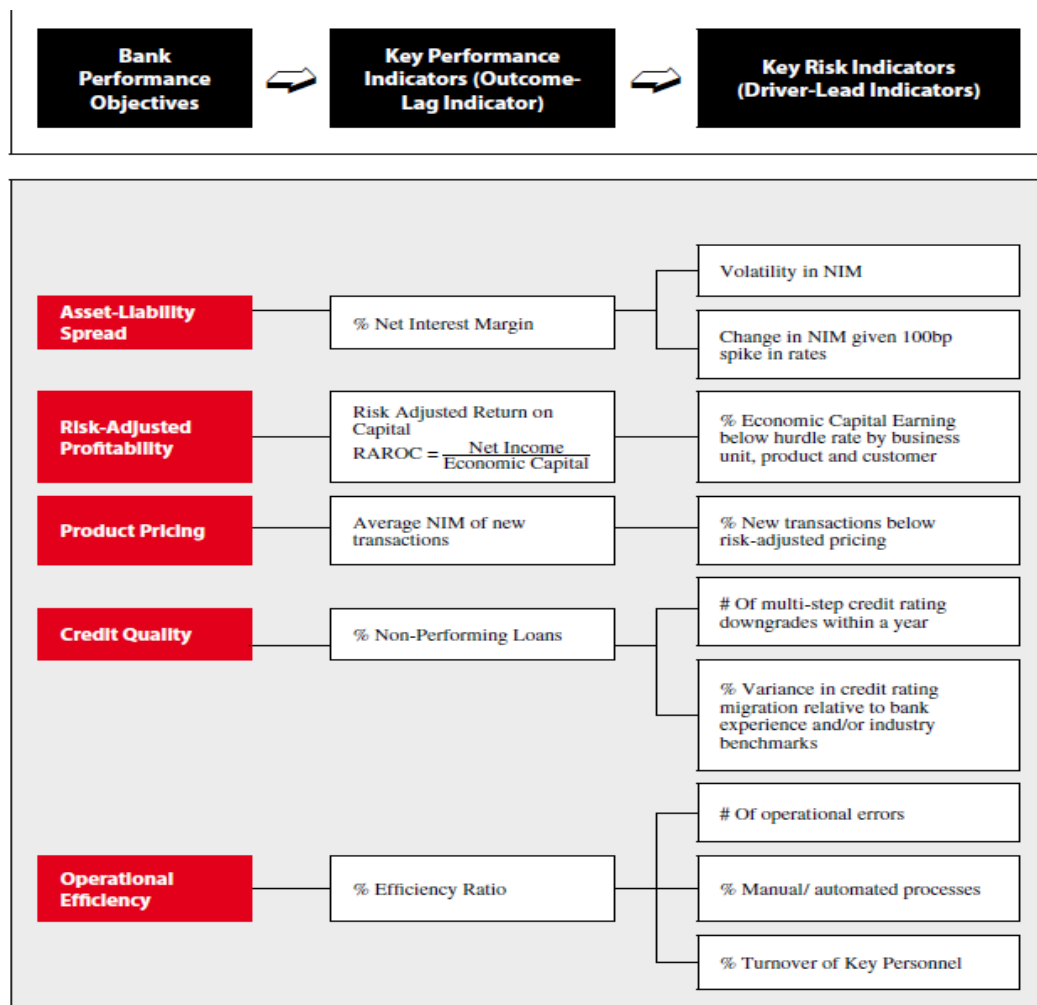 Bank
Performance
Objectives
Key Performance
Indicators (Outcome-
Lag Indicator)
Key Risk Indicators
(Driver-Lead Indicators)
Asset-Liability
Spread
% Net Interest Margin
Volatility in NIM
Change in NIM given 100bp
spike in rates
Risk-Adjusted
Profitability
Risk Adjusted Return on
Capital
RAROC = Net Income
Economic Capital
% Economic Capital Earning
below hurdle rate by business
unit, product and customer
Product Pricing
Average NIM of new
transactions
% New transactions below
risk-adjusted pricing
Credit Quality
% Non-Performing Loans
# Of multi-step credit rating
downgrades within a year
% Variance in credit rating
migration relative to bank
experience and/or industry
benchmarks
Operational
Efficiency
% Efficiency Ratio
# Of operational errors
% Manual/ automated processes
% Turnover of Key Personnel